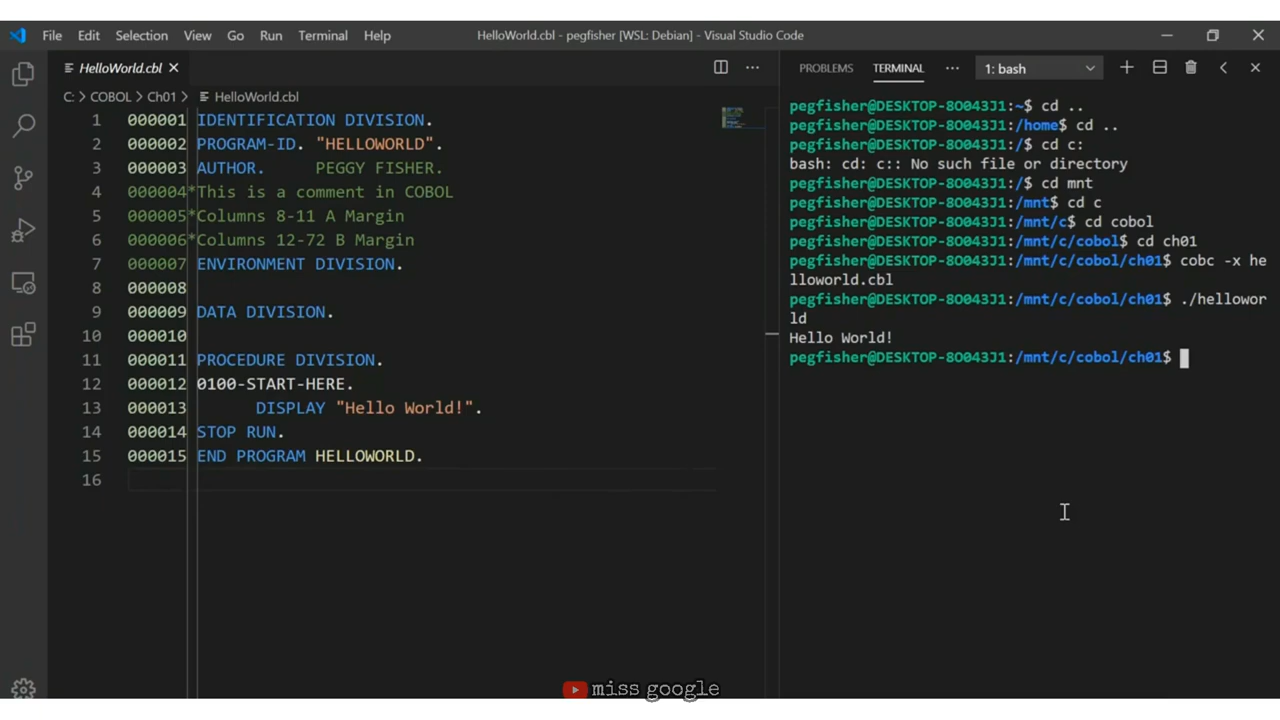 File Edit Selection View Go Run Terminal Help
HelloWorld.cbl - pegfisher [WSL: Debian] - Visual Studio Code
HelloWorld.cbl
C: > COBOL > Ch01 > HelloWorld.cbl
1 000001 IDENTIFICATION DIVISION.
2 000002 PROGRAM-ID. "HELLOWORLD".
3 000003 AUTHOR. PEGGY FISHER.
4 000004*This is a comment in COBOL
5 000005*Columns 8-11 A Margin
6 000006*Columns 12-72 B Margin
7 000007 ENVIRONMENT DIVISION.
8 000008
9 000009 DATA DIVISION.
10 000010
11 000011 PROCEDURE DIVISION.
12 000012 0100-START-HERE.
13 000013 DISPLAY "Hello World!".
14 000014 STOP RUN.
15 000015 END PROGRAM HELLOWORLD.
16
PROBLEMS TERMINAL ... 1: bash
pegfisher@DESKTOP-8O043J1:~$ cd ..
pegfisher@DESKTOP-8O043J1:/home$ cd ..
pegfisher@DESKTOP-8O043J1:/$ cd c:
bash: cd: c:: No such file or directory
pegfisher@DESKTOP-8O043J1:/$ cd mnt
pegfisher@DESKTOP-8O043J1:/mnt$ cd c
pegfisher@DESKTOP-8O043J1:/mnt/c$ cd cobol
pegfisher@DESKTOP-8O043J1:/mnt/c/cobol$ cd ch01
pegfisher@DESKTOP-8O043J1:/mnt/c/cobol/ch01$ cobc -x he
lloworld.cbl
pegfisher@DESKTOP-8O043J1:/mnt/c/cobol/ch01$ ./hellowor
ld
Hello World!
pegfisher@DESKTOP-8O043J1:/mnt/c/cobol/ch01$
miss google